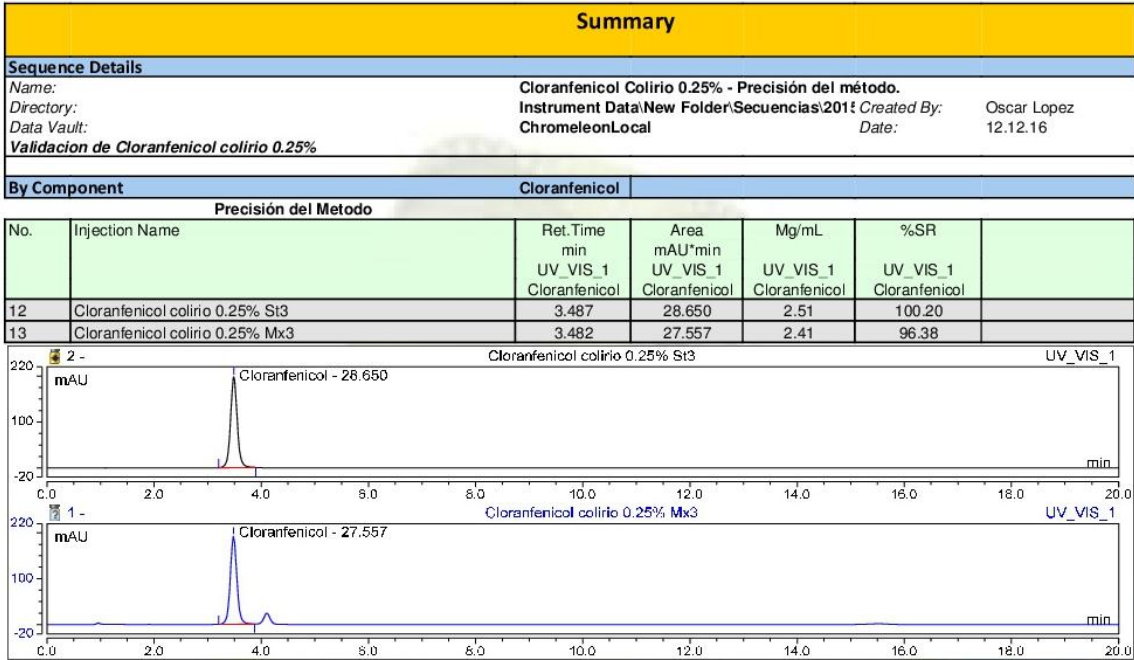 Summary
Sequence Details
Name: Cloranfenicol Colirio 0.25% - Precisión del método.
Directory: Instrument Data\New Folder\Secuencias\2015 Created By: Oscar Lopez
Data Vault: ChromeleonLocal Date: 12.12.16
Validacion de Cloranfenicol colirio 0.25%
By Component Cloranfenicol
Precisión del Metodo
No. Injection Name Ret.Time Area Mg/mL %SR
min mAU*min
UV_VIS_1 UV_VIS_1 UV_VIS_1 UV_VIS_1
Cloranfenicol Cloranfenicol Cloranfenicol Cloranfenicol
12 Cloranfenicol colirio 0.25% St3 3.487 28.650 2.51 100.20
13 Cloranfenicol colirio 0.25% Mx3 3.482 27.557 2.41 96.38
2 - Cloranfenicol colirio 0.25% St3 UV_VIS_1
220
mAU
Cloranfenicol - 28.650
100
min
-20
0.0 2.0 4.0 6.0 8.0 10.0 12.0 14.0 16.0 18.0 20.0
1 - Cloranfenicol colirio 0.25% Mx3 UV_VIS_1
220
mAU
Cloranfenicol - 27.557
100
min
-20
0.0 2.0 4.0 6.0 8.0 10.0 12.0 14.0 16.0 18.0 20.0